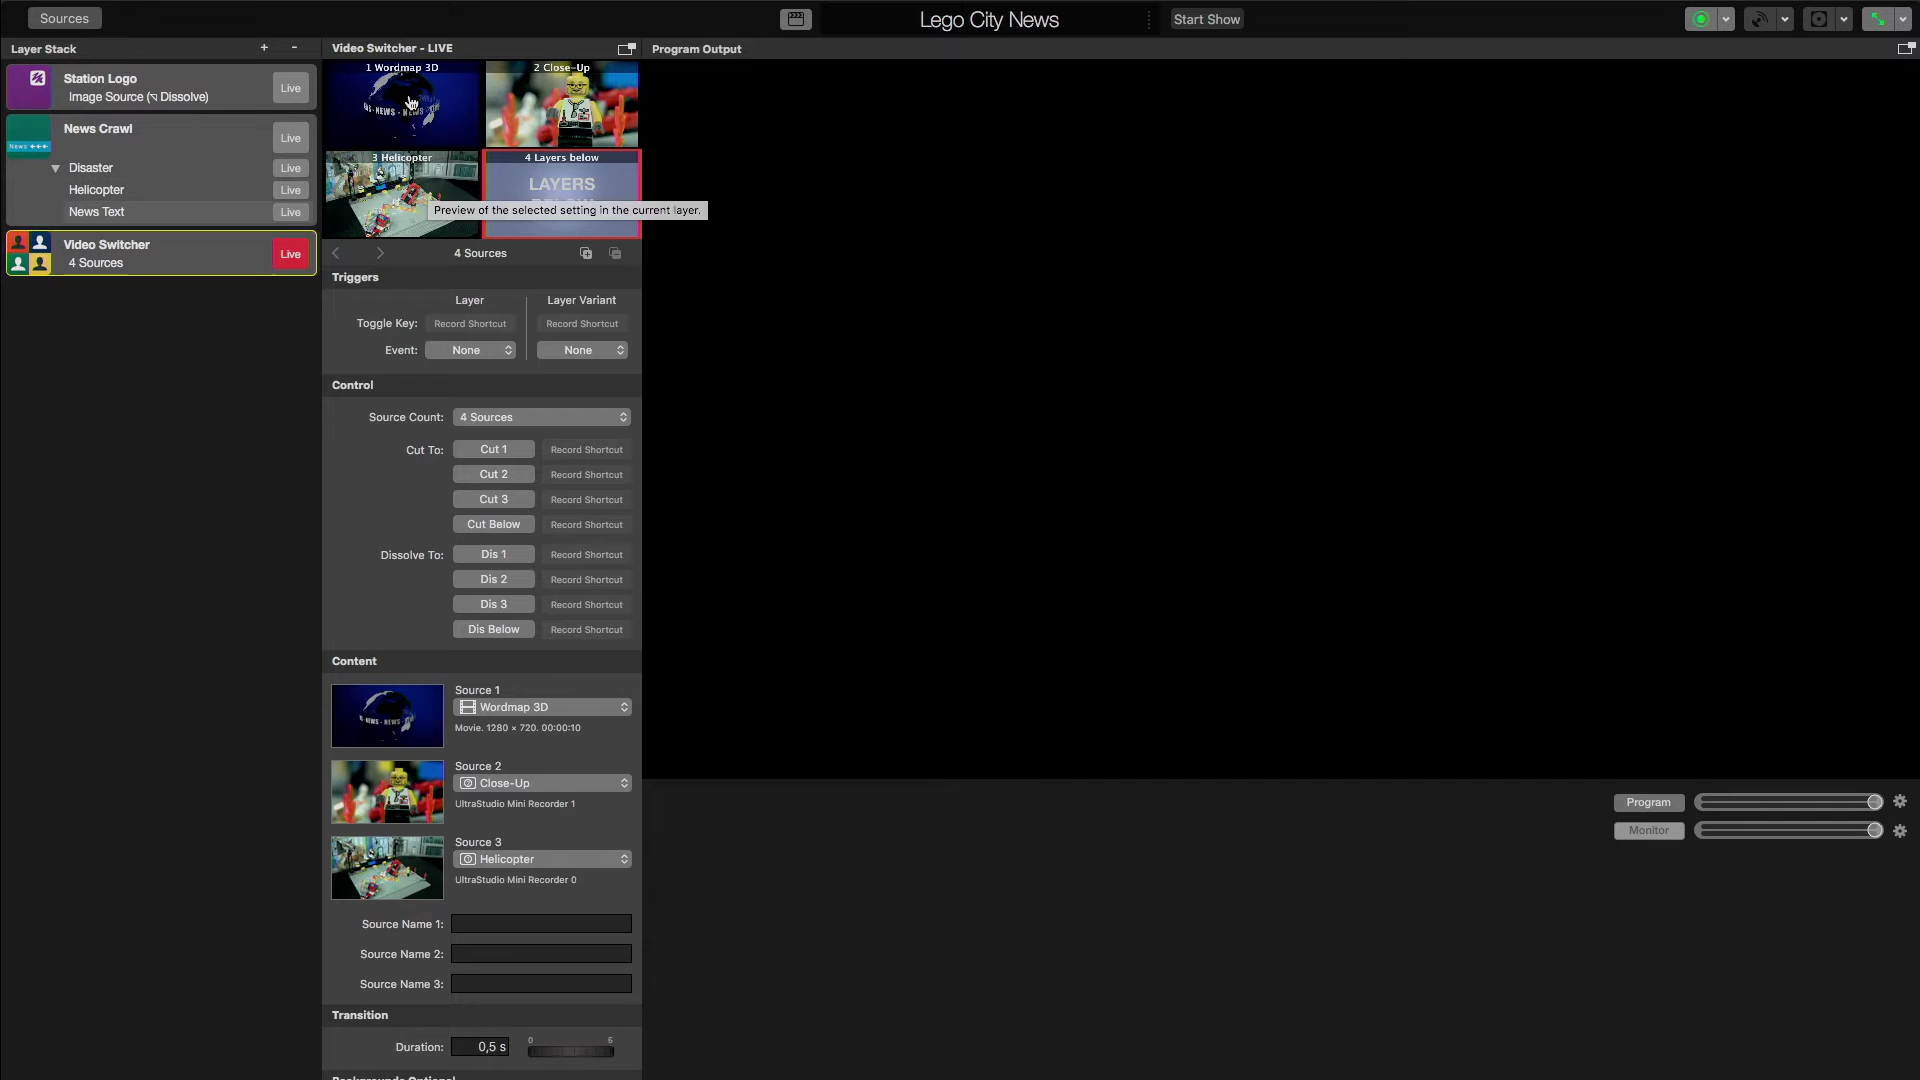 Sources
Lego City News
Start Show
Layer Stack
+
-
Video Switcher - LIVE
Program Output
Station Logo
Image Source (Dissolve)
Live
News Crawl
Live
News
Disaster
Live
Helicopter
Live
News Text
Live
Video Switcher
4 Sources
Live
1 Wordmap 3D
2 Close-Up
3 Helicopter
4 Layers below
LAYERS
Preview of the selected setting in the current layer.
4 Sources
Triggers
Layer
Layer Variant
Toggle Key:
Record Shortcut
Record Shortcut
Event:
None
None
Control
Source Count:
4 Sources
Cut To:
Cut 1
Record Shortcut
Cut 2
Record Shortcut
Cut 3
Record Shortcut
Cut Below
Record Shortcut
Dissolve To:
Dis 1
Record Shortcut
Dis 2
Record Shortcut
Dis 3
Record Shortcut
Dis Below
Record Shortcut
Content
Source 1
Wordmap 3D
Movie. 1280 × 720. 00:00:10
Source 2
Close-Up
UltraStudio Mini Recorder 1
Source 3
Helicopter
UltraStudio Mini Recorder 0
Source Name 1:
Source Name 2:
Source Name 3:
Transition
Duration:
0,5 s
0
5
Program
Monitor